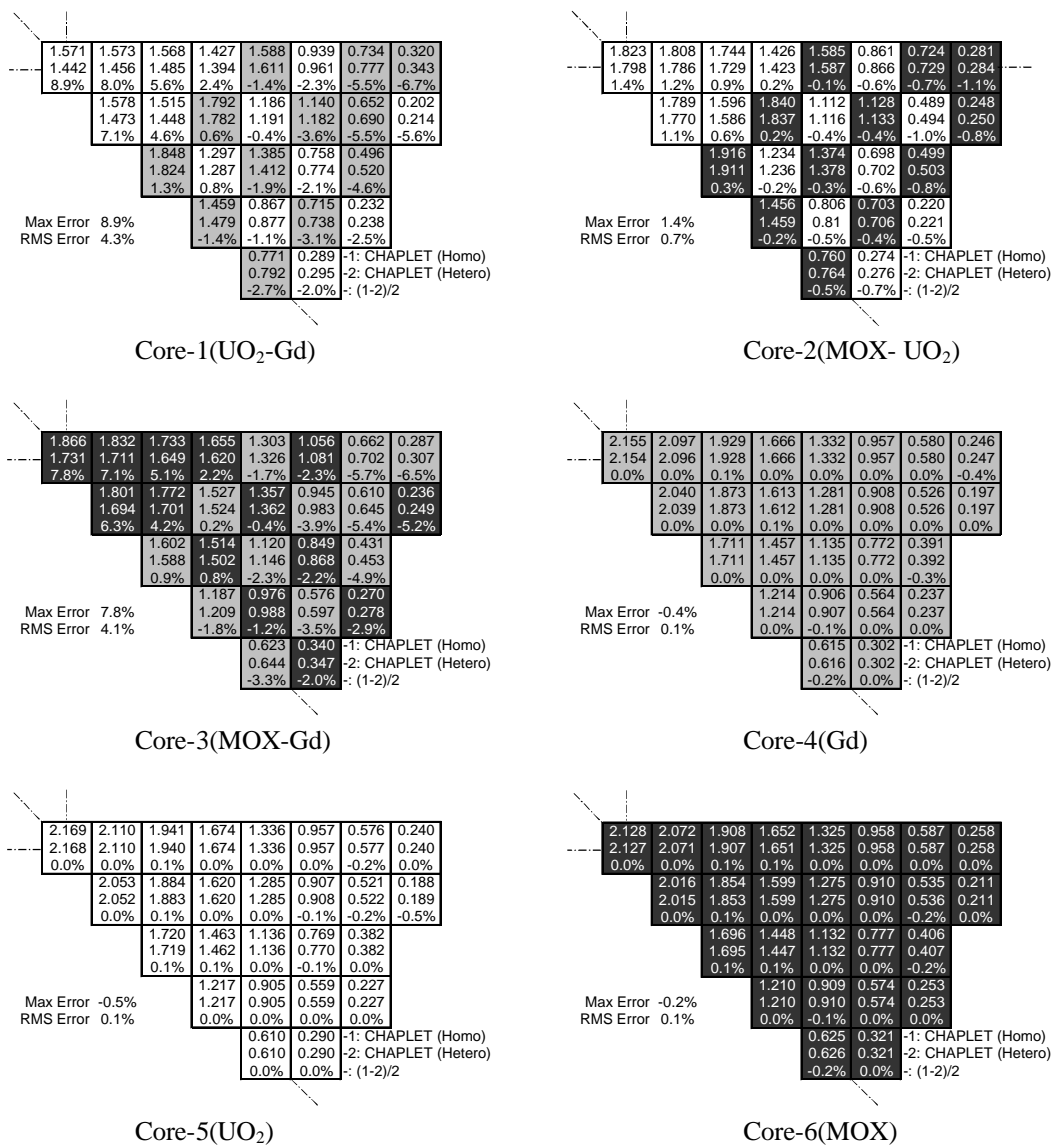 1.571 1.573 1.568 1.427 1.588 0.939 0.734 0.320
1.442 1.456 1.485 1.394 1.611 0.961 0.777 0.343
8.9% 8.0% 5.6% 2.4% -1.4% -2.3% -5.5% -6.7%
1.578 1.515 1.792 1.186 1.140 0.652 0.202
1.473 1.448 1.782 1.191 1.182 0.690 0.214
7.1% 4.6% 0.6% -0.4% -3.6% -5.5% -5.6%
1.848 1.297 1.385 0.758 0.496
1.824 1.287 1.412 0.774 0.520
1.3% 0.8% -1.9% -2.1% -4.6%
1.459 0.867 0.715 0.232
Max Error 8.9% 1.479 0.877 0.738 0.238
RMS Error 4.3% -1.4% -1.1% -3.1% -2.5%
0.771 0.289 -1: CHAPLET (Homo)
0.792 0.295 -2: CHAPLET (Hetero)
-2.7% -2.0% -: (1-2)/2
Core-1(UO₂-Gd)
1.823 1.808 1.744 1.426 1.585 0.861 0.724 0.281
1.798 1.786 1.729 1.423 1.587 0.866 0.729 0.284
1.4% 1.2% 0.9% 0.2% -0.1% -0.6% -0.7% -1.1%
1.789 1.596 1.840 1.112 1.128 0.489 0.248
1.770 1.586 1.837 1.116 1.133 0.494 0.250
1.1% 0.6% 0.2% -0.4% -0.4% -1.0% -0.8%
1.916 1.234 1.374 0.698 0.499
1.911 1.236 1.378 0.702 0.503
0.3% -0.2% -0.3% -0.6% -0.8%
1.456 0.806 0.703 0.220
Max Error 1.4% 1.459 0.81 0.706 0.221
RMS Error 0.7% -0.2% -0.5% -0.4% -0.5%
0.760 0.274 -1: CHAPLET (Homo)
0.764 0.276 -2: CHAPLET (Hetero)
-0.5% -0.7% -: (1-2)/2
Core-2(MOX- UO₂)
1.866 1.832 1.733 1.655 1.303 1.056 0.662 0.287
1.731 1.711 1.649 1.620 1.326 1.081 0.702 0.307
7.8% 7.1% 5.1% 2.2% -1.7% -2.3% -5.7% -6.5%
1.801 1.772 1.527 1.357 0.945 0.610 0.236
1.694 1.701 1.524 1.362 0.983 0.645 0.249
6.3% 4.2% 0.2% -0.4% -3.9% -5.4% -5.2%
1.602 1.514 1.120 0.849 0.431
1.588 1.502 1.146 0.868 0.453
0.9% 0.8% -2.3% -2.2% -4.9%
1.187 0.976 0.576 0.270
Max Error 7.8% 1.209 0.988 0.597 0.278
RMS Error 4.1% -1.8% -1.2% -3.5% -2.9%
0.623 0.340 -1: CHAPLET (Homo)
0.644 0.347 -2: CHAPLET (Hetero)
-3.3% -2.0% -: (1-2)/2
Core-3(MOX-Gd)
2.155 2.097 1.929 1.666 1.332 0.957 0.580 0.246
2.154 2.096 1.928 1.666 1.332 0.957 0.580 0.247
0.0% 0.0% 0.1% 0.0% 0.0% 0.0% 0.0% -0.4%
2.040 1.873 1.613 1.281 0.908 0.526 0.197
2.039 1.873 1.612 1.281 0.908 0.526 0.197
0.0% 0.0% 0.1% 0.0% 0.0% 0.0% 0.0%
1.711 1.457 1.135 0.772 0.391
1.711 1.457 1.135 0.772 0.392
0.0% 0.0% 0.0% 0.0% -0.3%
1.214 0.906 0.564 0.237
Max Error -0.4% 1.214 0.907 0.564 0.237
RMS Error 0.1% 0.0% -0.1% 0.0% 0.0%
0.615 0.302 -1: CHAPLET (Homo)
0.616 0.302 -2: CHAPLET (Hetero)
-0.2% 0.0% -: (1-2)/2
Core-4(Gd)
2.169 2.110 1.941 1.674 1.336 0.957 0.576 0.240
2.168 2.110 1.940 1.674 1.336 0.957 0.577 0.240
0.0% 0.0% 0.1% 0.0% 0.0% 0.0% -0.2% 0.0%
2.053 1.884 1.620 1.285 0.907 0.521 0.188
2.052 1.883 1.620 1.285 0.908 0.522 0.189
0.0% 0.1% 0.0% 0.0% -0.1% -0.2% -0.5%
1.720 1.463 1.136 0.769 0.382
1.719 1.462 1.136 0.770 0.382
0.1% 0.1% 0.0% -0.1% 0.0%
1.217 0.905 0.559 0.227
Max Error -0.5% 1.217 0.905 0.559 0.227
RMS Error 0.1% 0.0% 0.0% 0.0% 0.0%
0.610 0.290 -1: CHAPLET (Homo)
0.610 0.290 -2: CHAPLET (Hetero)
0.0% 0.0% -: (1-2)/2
Core-5(UO₂)
2.128 2.072 1.908 1.652 1.325 0.958 0.587 0.258
2.127 2.071 1.907 1.651 1.325 0.958 0.587 0.258
0.0% 0.0% 0.1% 0.1% 0.0% 0.0% 0.0% 0.0%
2.016 1.854 1.599 1.275 0.910 0.535 0.211
2.015 1.853 1.599 1.275 0.910 0.536 0.211
0.0% 0.1% 0.0% 0.0% 0.0% -0.2% 0.0%
1.696 1.448 1.132 0.777 0.406
1.695 1.447 1.132 0.777 0.407
0.1% 0.1% 0.0% 0.0% -0.2%
1.210 0.909 0.574 0.253
Max Error -0.2% 1.210 0.910 0.574 0.253
RMS Error 0.1% 0.0% -0.1% 0.0% 0.0%
0.625 0.321 -1: CHAPLET (Homo)
0.626 0.321 -2: CHAPLET (Hetero)
-0.2% 0.0% -: (1-2)/2
Core-6(MOX)